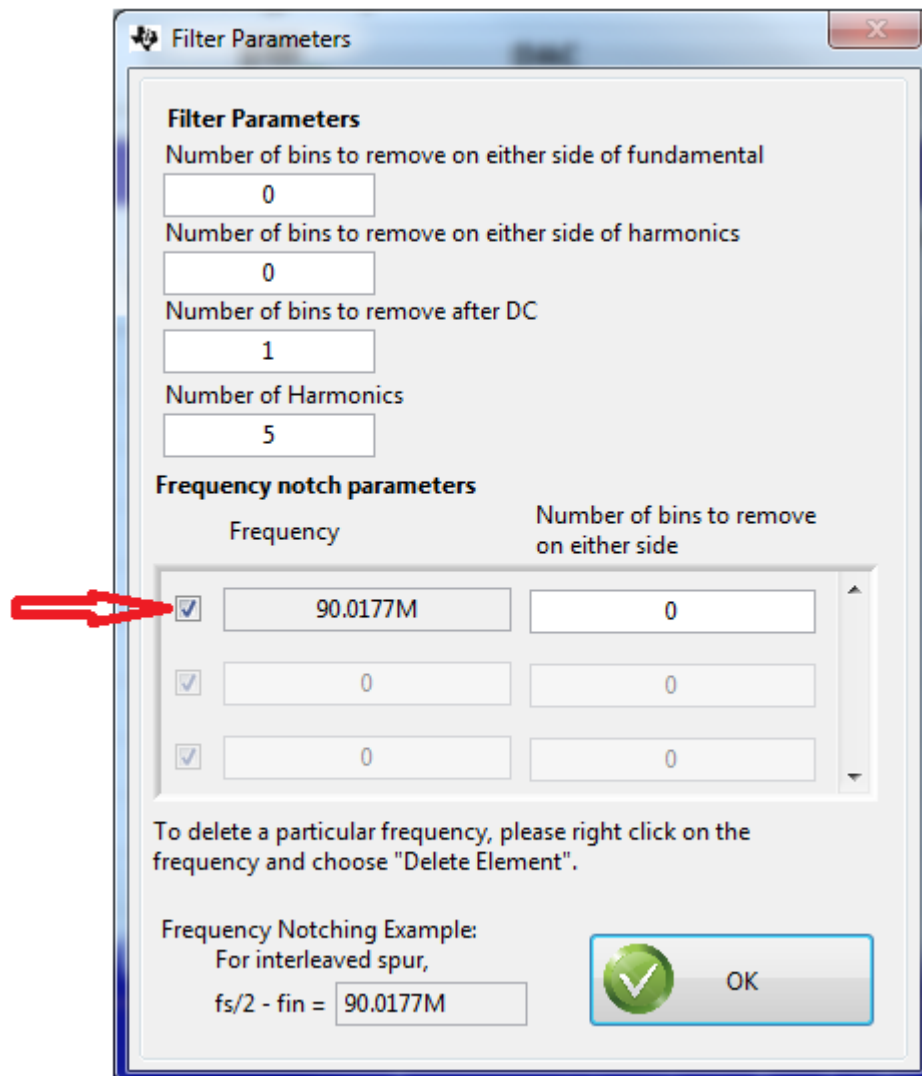 Filter Parameters
Filter Parameters
Number of bins to remove on either side of fundamental
0
Number of bins to remove on either side of harmonics
0
Number of bins to remove after DC
1
Number of Harmonics
5
Frequency notch parameters
Frequency
Number of bins to remove
on either side
90.0177M 0
0 0
0 0
To delete a particular frequency, please right click on the
frequency and choose "Delete Element".
Frequency Notching Example:
For interleaved spur,
fs/2 - fin = 90.0177M
OK